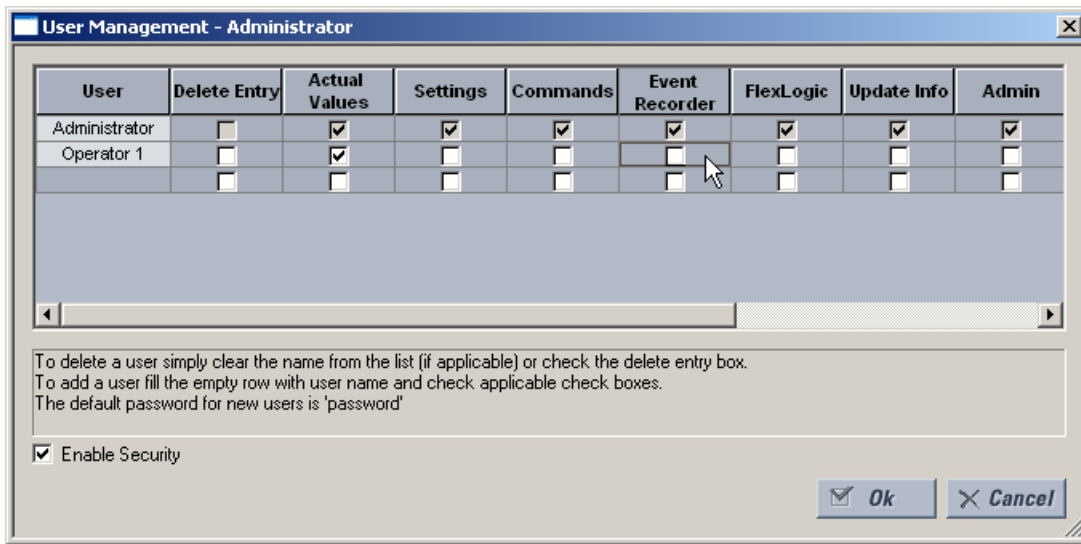 User Management - Administrator
User Delete Entry Actual Values Settings Commands Event Recorder FlexLogic Update Info Admin
Administrator
Operator 1
To delete a user simply clear the name from the list (if applicable) or check the delete entry box.
To add a user fill the empty row with user name and check applicable check boxes.
The default password for new users is 'password'
Enable Security
Ok Cancel